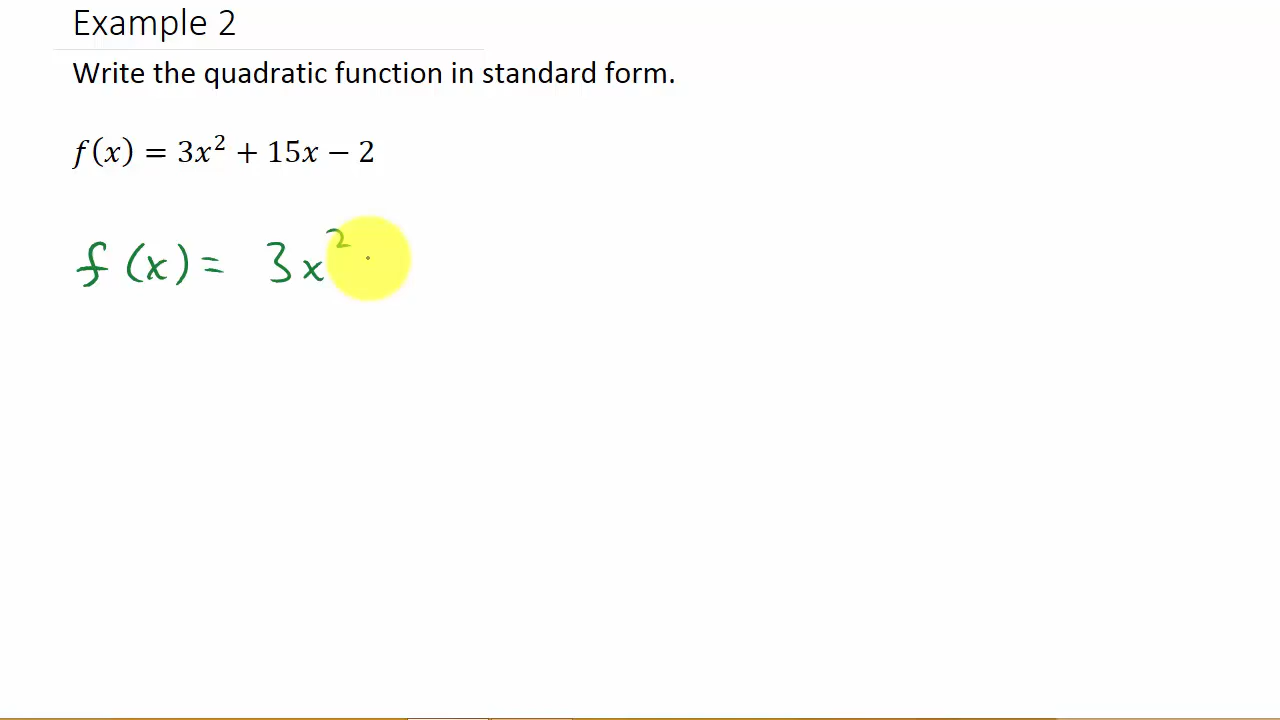 Example 2
Write the quadratic function in standard form.
f(x) = 3x² + 15x − 2
f(x) = 3x²